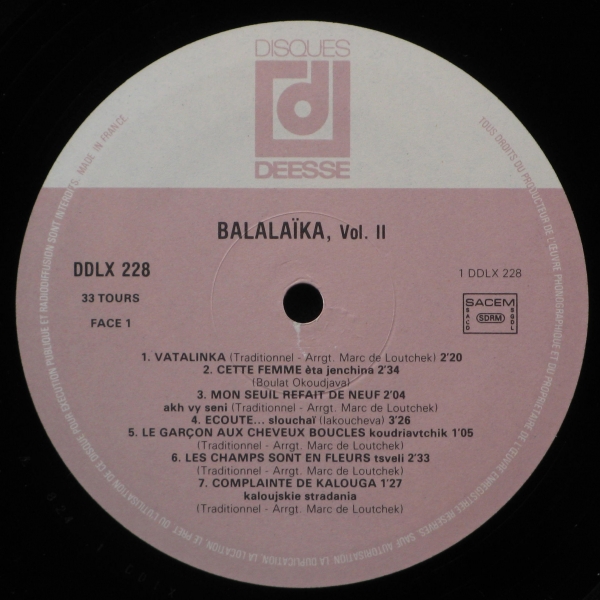 DISQUES
DEESSE
BALALAÏKA, Vol. II
DDLX 228
1 DDLX 228
33 TOURS
FACE 1
SACEM
SACD
SDRM
SGDL
1. VATALINKA (Traditionnel - Arrgt. Marc de Loutchek) 2'20
2. CETTE FEMME èta jenchina 2'34
(Boulat Okoudjava)
3. MON SEUIL REFAIT DE NEUF 2'04
akh vy seni (Traditionnel - Arrgt. Marc de Loutchek)
4. ECOUTE... slouchaï (Iakoucheva) 3'26
5. LE GARÇON AUX CHEVEUX BOUCLES koudriavtchik 1'05
(Traditionnel - Arrgt. Marc de Loutchek)
6. LES CHAMPS SONT EN FLEURS tsveli 2'33
(Traditionnel - Arrgt. Marc de Loutchek)
7. COMPLAINTE DE KALOUGA 1'27
kaloujskie stradania
(Traditionnel - Arrgt. Marc de Loutchek)
TOUS DROITS DU PRODUCTEUR DE L'ŒUVRE PHONOGRAPHIQUE ET DU PROPRIETAIRE DE L'ŒUVRE ENREGISTREE RESERVES. SAUF AUTORISATION, LA DUPLICATION, LA LOCATION, LE PRET OU L'UTILISATION DE CE DISQUE POUR EXECUTION PUBLIQUE ET RADIODIFFUSION SONT INTERDITS. MADE IN FRANCE.